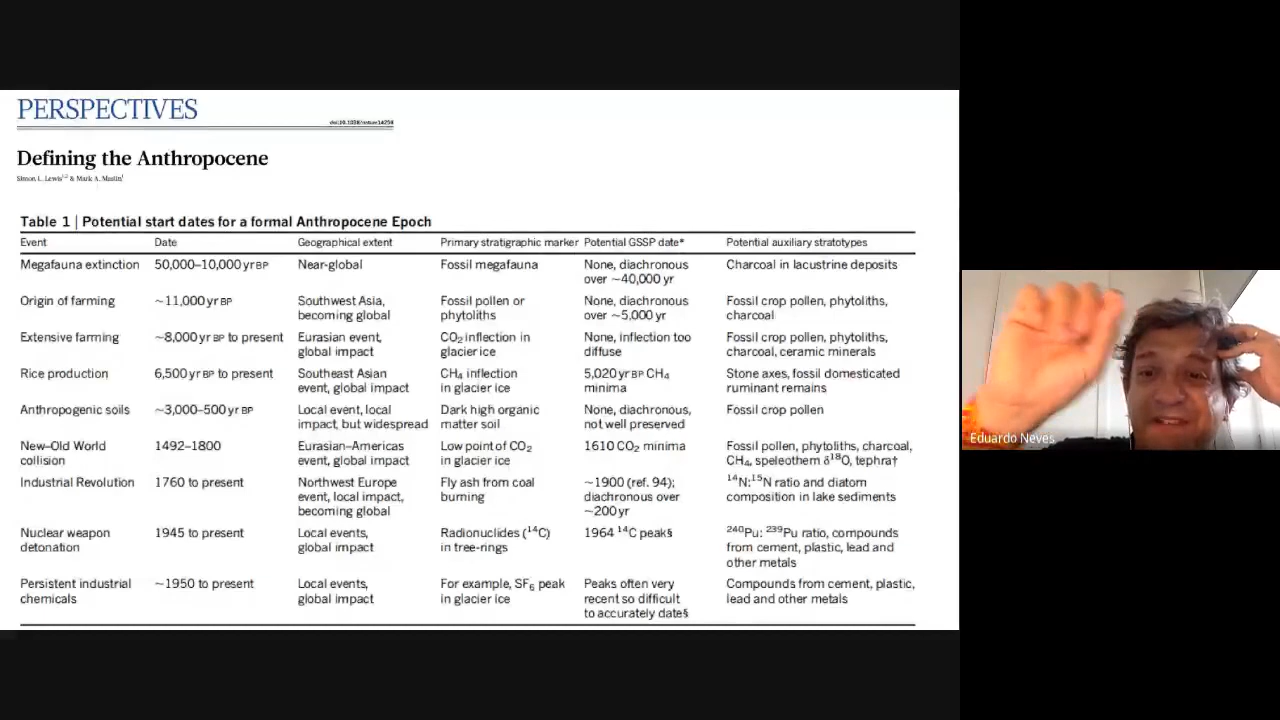 PERSPECTIVES
doi:10.1038/nature14258
Defining the Anthropocene
Simon L. Lewis1,2 & Mark A. Maslin1
Table 1 | Potential start dates for a formal Anthropocene Epoch
Event Date Geographical extent Primary stratigraphic marker Potential GSSP date* Potential auxiliary stratotypes
Megafauna extinction 50,000–10,000 yr BP Near-global Fossil megafauna None, diachronous Charcoal in lacustrine deposits
over ~40,000 yr
Origin of farming ~11,000 yr BP Southwest Asia, Fossil pollen or None, diachronous Fossil crop pollen, phytoliths,
becoming global phytoliths over ~5,000 yr charcoal
Extensive farming ~8,000 yr BP to present Eurasian event, CO2 inflection in None, inflection too Fossil crop pollen, phytoliths,
global impact glacier ice diffuse charcoal, ceramic minerals
Rice production 6,500 yr BP to present Southeast Asian CH4 inflection 5,020 yr BP CH4 Stone axes, fossil domesticated
event, global impact in glacier ice minima ruminant remains
Anthropogenic soils ~3,000–500 yr BP Local event, local Dark high organic None, diachronous, Fossil crop pollen
impact, but widespread matter soil not well preserved
New–Old World 1492–1800 Eurasian–Americas Low point of CO2 1610 CO2 minima Fossil pollen, phytoliths, charcoal,
collision event, global impact in glacier ice CH4, speleothem δ18O, tephra†
Industrial Revolution 1760 to present Northwest Europe Fly ash from coal ~1900 (ref. 94); 14N:15N ratio and diatom
event, local impact, burning diachronous over composition in lake sediments
becoming global ~200 yr
Nuclear weapon 1945 to present Local events, Radionuclides (14C) 1964 14C peak§ 240Pu: 239Pu ratio, compounds
detonation global impact in tree-rings from cement, plastic, lead and
other metals
Persistent industrial ~1950 to present Local events, For example, SF6 peak Peaks often very Compounds from cement, plastic,
chemicals global impact in glacier ice recent so difficult lead and other metals
to accurately date§
Eduardo Neves